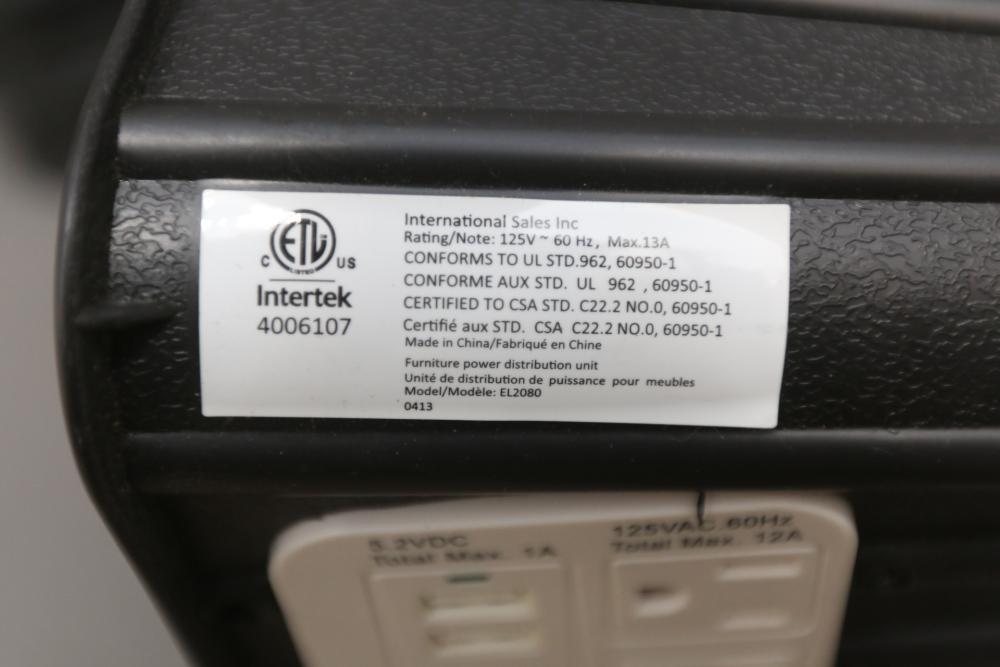 ETL
LISTED
C US
Intertek
4006107
International Sales Inc
Rating/Note: 125V ~ 60 Hz, Max.13A
CONFORMS TO UL STD.962, 60950-1
CONFORME AUX STD. UL 962 , 60950-1
CERTIFIED TO CSA STD. C22.2 NO.0, 60950-1
Certifié aux STD. CSA C22.2 NO.0, 60950-1
Made in China/Fabriqué en Chine
Furniture power distribution unit
Unité de distribution de puissance pour meubles
Model/Modèle: EL2080
0413
5.2VDC
Total Max. 1A
125VAC 60Hz
Total Max. 12A